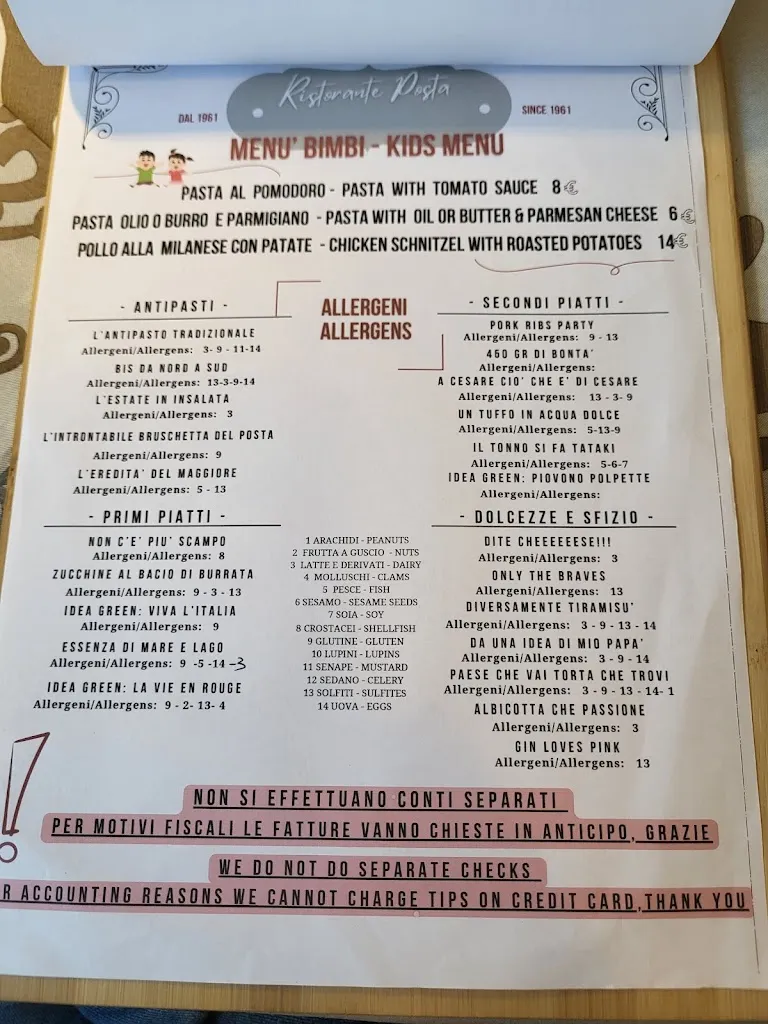 Ristorante Posta
DAL 1961
SINCE 1961
MENU' BIMBI - KIDS MENU
PASTA AL POMODORO - PASTA WITH TOMATO SAUCE 8€
PASTA OLIO O BURRO E PARMIGIANO - PASTA WITH OIL OR BUTTER & PARMESAN CHEESE 6€
POLLO ALLA MILANESE CON PATATE - CHICKEN SCHNITZEL WITH ROASTED POTATOES 14€
- ANTIPASTI -
L'ANTIPASTO TRADIZIONALE
Allergeni/Allergens: 3- 9 - 11-14
BIS DA NORD A SUD
Allergeni/Allergens: 13-3-9-14
L'ESTATE IN INSALATA
Allergeni/Allergens: 3
L'INTRONTABILE BRUSCHETTA DEL POSTA
Allergeni/Allergens: 9
L'EREDITA' DEL MAGGIORE
Allergeni/Allergens: 5 - 13
- PRIMI PIATTI -
NON C'E' PIU' SCAMPO
Allergeni/Allergens: 8
ZUCCHINE AL BACIO DI BURRATA
Allergeni/Allergens: 9 - 3 - 13
IDEA GREEN: VIVA L'ITALIA
Allergeni/Allergens: 9
ESSENZA DI MARE E LAGO
Allergeni/Allergens: 9 -5 -14 -3
IDEA GREEN: LA VIE EN ROUGE
Allergeni/Allergens: 9 - 2- 13- 4
ALLERGENI
ALLERGENS
1 ARACHIDI - PEANUTS
2 FRUTTA A GUSCIO - NUTS
3 LATTE E DERIVATI - DAIRY
4 MOLLUSCHI - CLAMS
5 PESCE - FISH
6 SESAMO - SESAME SEEDS
7 SOIA - SOY
8 CROSTACEI - SHELLFISH
9 GLUTINE - GLUTEN
10 LUPINI - LUPINS
11 SENAPE - MUSTARD
12 SEDANO - CELERY
13 SOLFITI - SULFITES
14 UOVA - EGGS
- SECONDI PIATTI -
PORK RIBS PARTY
Allergeni/Allergens: 9 - 13
450 GR DI BONTA'
Allergeni/Allergens:
A CESARE CIO' CHE E' DI CESARE
Allergeni/Allergens: 13 - 3- 9
UN TUFFO IN ACQUA DOLCE
Allergeni/Allergens: 5-13-9
IL TONNO SI FA TATAKI
Allergeni/Allergens: 5-6-7
IDEA GREEN: PIOVONO POLPETTE
Allergeni/Allergens:
- DOLCEZZE E SFIZIO -
DITE CHEEEEEESE!!!
Allergeni/Allergens: 3
ONLY THE BRAVES
Allergeni/Allergens: 13
DIVERSAMENTE TIRAMISU'
Allergeni/Allergens: 3 - 9 - 13 - 14
DA UNA IDEA DI MIO PAPA'
Allergeni/Allergens: 3 - 9 - 14
PAESE CHE VAI TORTA CHE TROVI
Allergeni/Allergens: 3 - 9 - 13 - 14- 1
ALBICOTTA CHE PASSIONE
Allergeni/Allergens: 3
GIN LOVES PINK
Allergeni/Allergens: 13
NON SI EFFETTUANO CONTI SEPARATI
PER MOTIVI FISCALI LE FATTURE VANNO CHIESTE IN ANTICIPO, GRAZIE
WE DO NOT DO SEPARATE CHECKS
R ACCOUNTING REASONS WE CANNOT CHARGE TIPS ON CREDIT CARD,THANK YOU